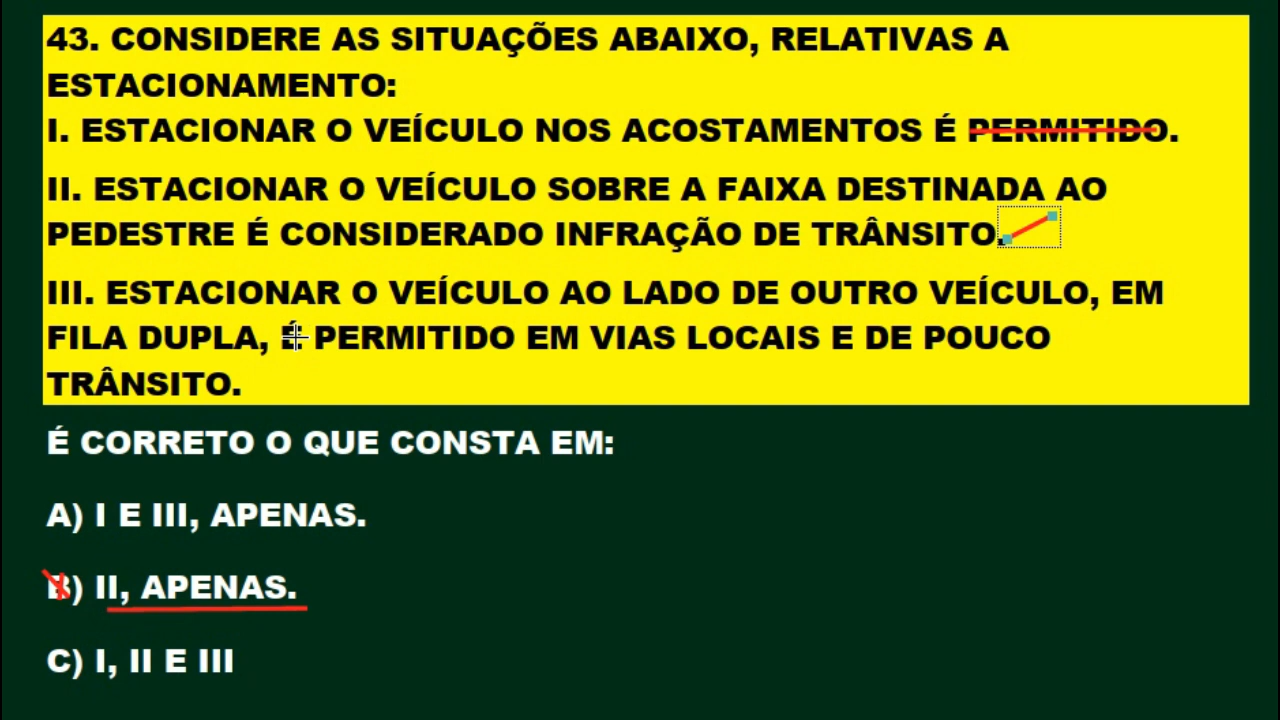 43. CONSIDERE AS SITUAÇÕES ABAIXO, RELATIVAS A
ESTACIONAMENTO:
I. ESTACIONAR O VEÍCULO NOS ACOSTAMENTOS É PERMITIDO.
II. ESTACIONAR O VEÍCULO SOBRE A FAIXA DESTINADA AO
PEDESTRE É CONSIDERADO INFRAÇÃO DE TRÂNSITO.
III. ESTACIONAR O VEÍCULO AO LADO DE OUTRO VEÍCULO, EM
FILA DUPLA, É PERMITIDO EM VIAS LOCAIS E DE POUCO
TRÂNSITO.
É CORRETO O QUE CONSTA EM:
A) I E III, APENAS.
B) II, APENAS.
C) I, II E III